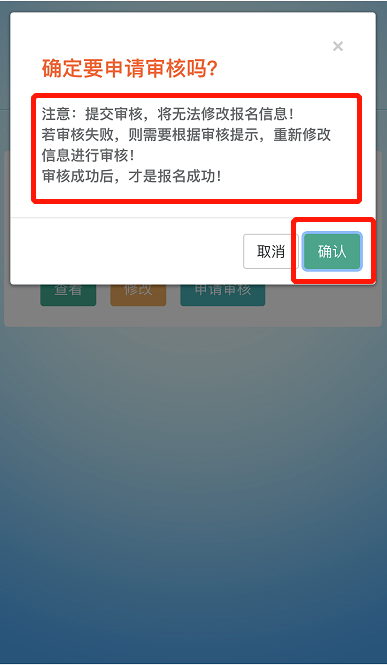 ×
确定要申请审核吗？
注意：提交审核，将无法修改报名信息！
若审核失败，则需要根据审核提示，重新修改
信息进行审核！
审核成功后，才是报名成功！
取消 确认
查看 修改 申请审核